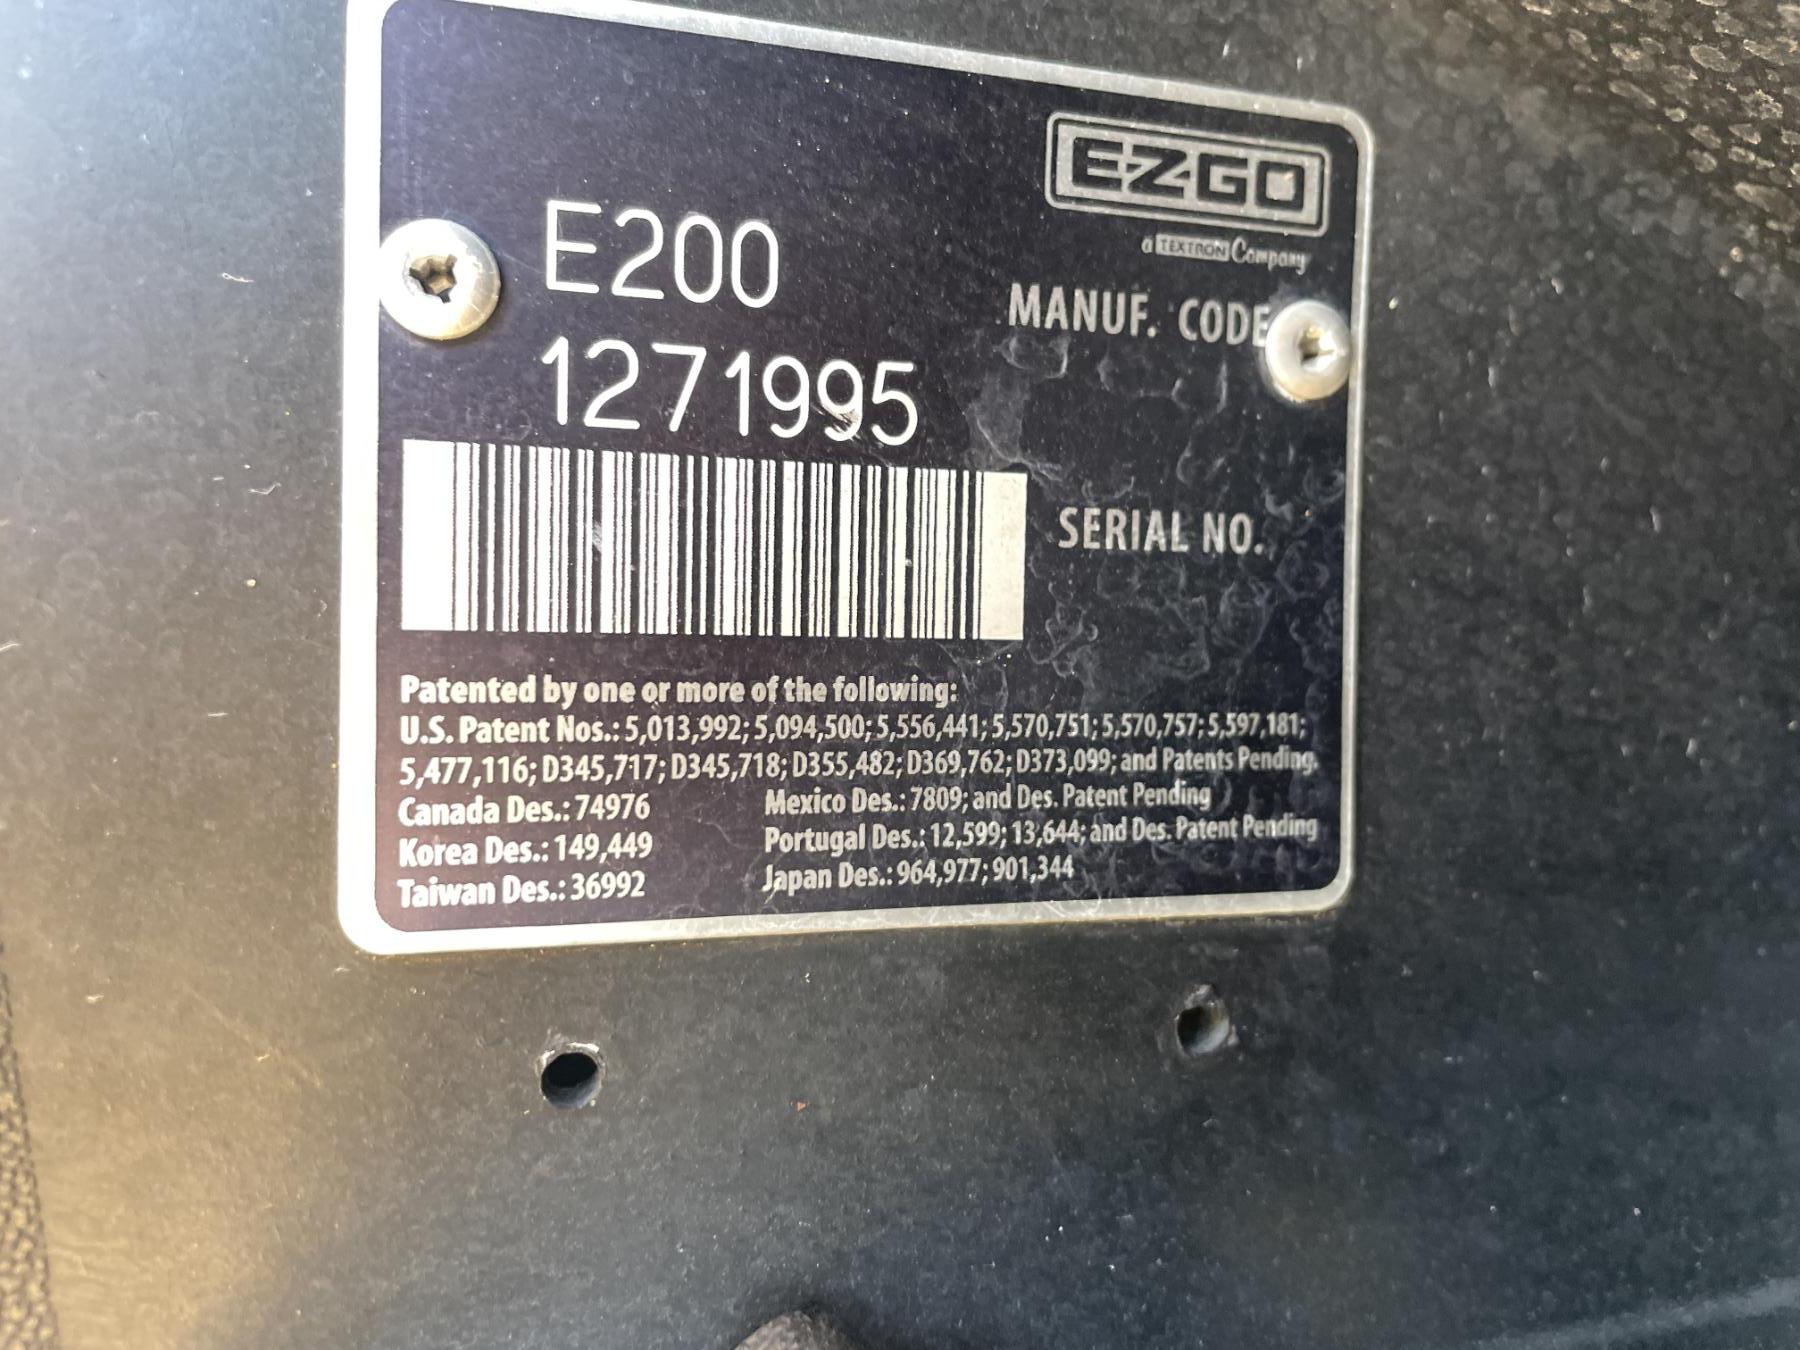 EZGO
a TEXTRON Company
E200
MANUF. CODE
1271995
SERIAL NO.
Patented by one or more of the following:
U.S. Patent Nos.: 5,013,992; 5,094,500; 5,556,441; 5,570,751; 5,570,757; 5,597,181;
5,477,116; D345,717; D345,718; D355,482; D369,762; D373,099; and Patents Pending.
Canada Des.: 74976
Mexico Des.: 7809; and Des. Patent Pending
Korea Des.: 149,449
Portugal Des.: 12,599; 13,644; and Des. Patent Pending
Taiwan Des.: 36992
Japan Des.: 964,977; 901,344